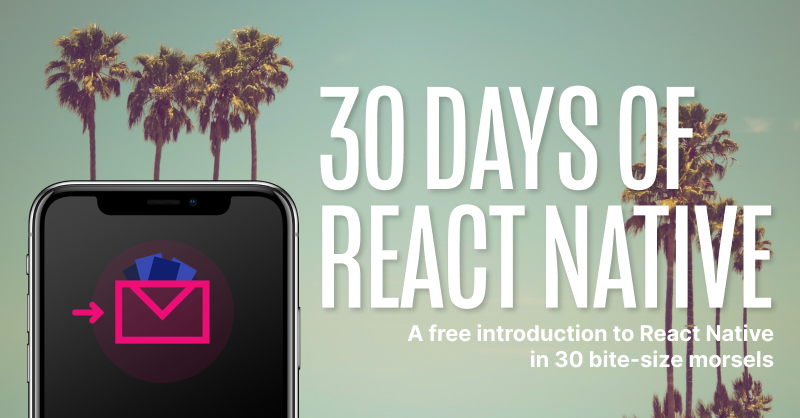 30 DAYS OF
REACT NATIVE
A free introduction to React Native
in 30 bite-size morsels